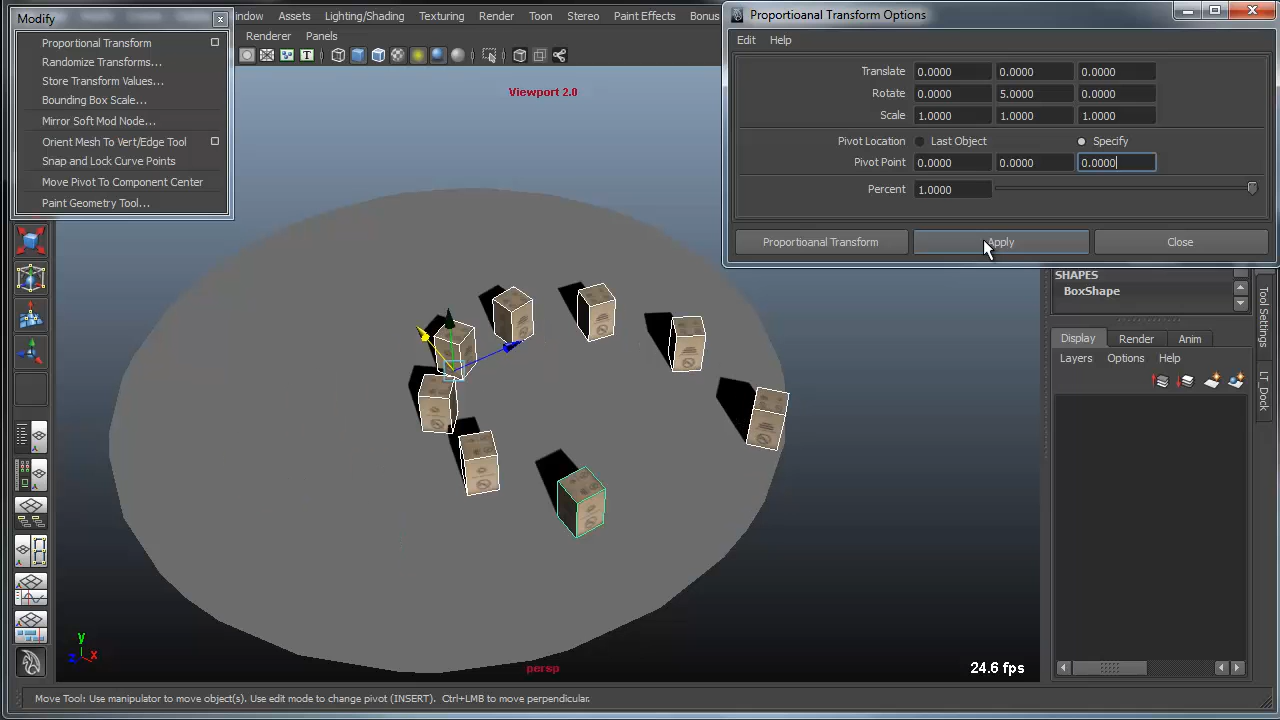 Modify
Proportional Transform
Randomize Transforms...
Store Transform Values...
Bounding Box Scale...
Mirror Soft Mod Node...
Orient Mesh To Vert/Edge Tool
Snap and Lock Curve Points
Move Pivot To Component Center
Paint Geometry Tool...
Assets Lighting/Shading Texturing Render Toon Stereo Paint Effects Bonus
Renderer Panels
Viewport 2.0
Proportioanal Transform Options
Edit Help
Translate 0.0000 0.0000 0.0000
Rotate 0.0000 5.0000 0.0000
Scale 1.0000 1.0000 1.0000
Pivot Location Last Object Specify
Pivot Point 0.0000 0.0000 0.0000
Percent 1.0000
Proportioanal Transform Apply Close
SHAPES
BoxShape
Display Render Anim
Layers Options Help
Tool Settings
LT_Dock
y
z x
persp
24.6 fps
Move Tool: Use manipulator to move object(s). Use edit mode to change pivot (INSERT). Ctrl+LMB to move perpendicular.